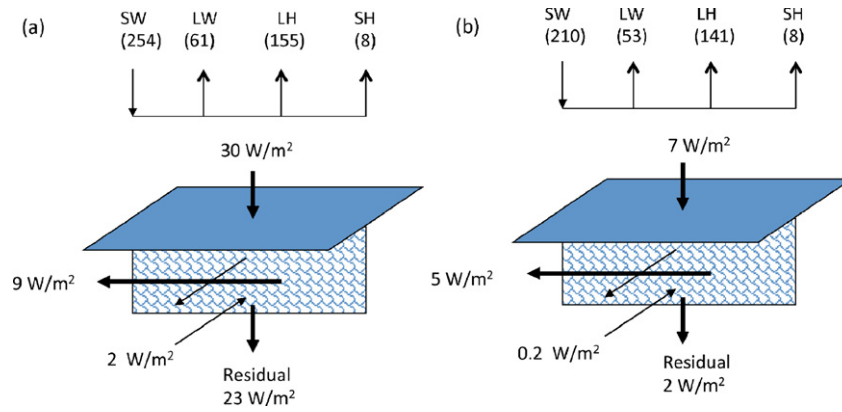 (a)
SW LW LH SH
(254) (61) (155) (8)
30 W/m²
9 W/m²
2 W/m²
Residual
23 W/m²
(b)
SW LW LH SH
(210) (53) (141) (8)
7 W/m²
5 W/m²
0.2 W/m²
Residual
2 W/m²